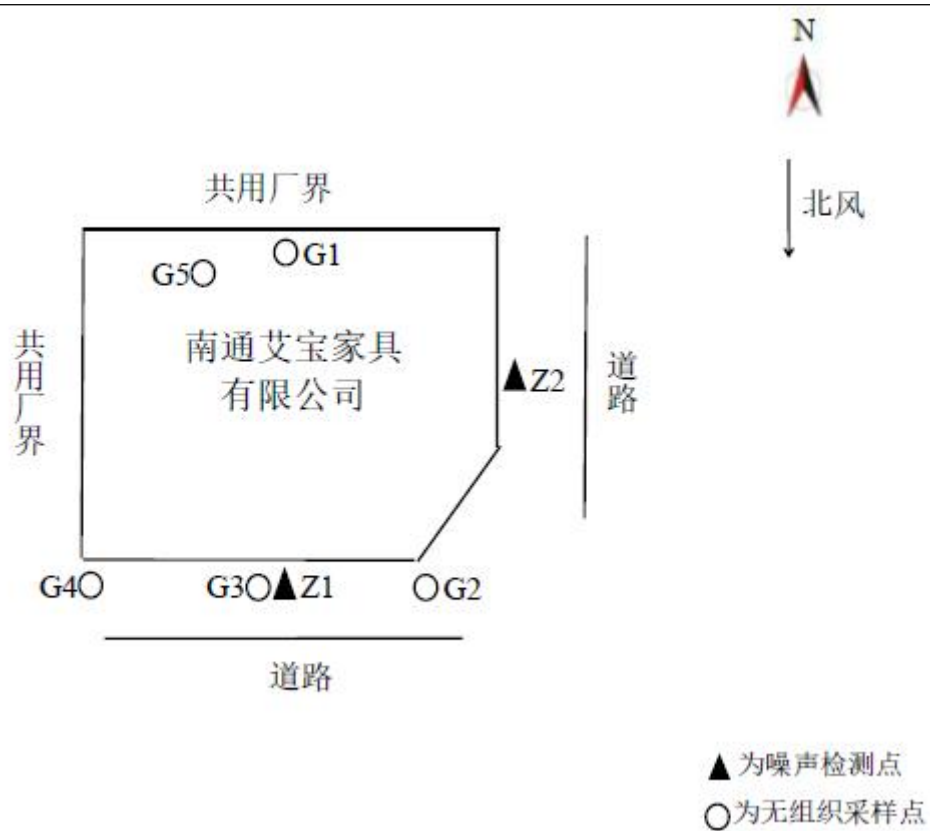 N
北风
共用厂界
G1
G5
南通艾宝家具
有限公司
共用厂界
Z2
道路
G4
G3
Z1
G2
道路
为噪声检测点
为无组织采样点